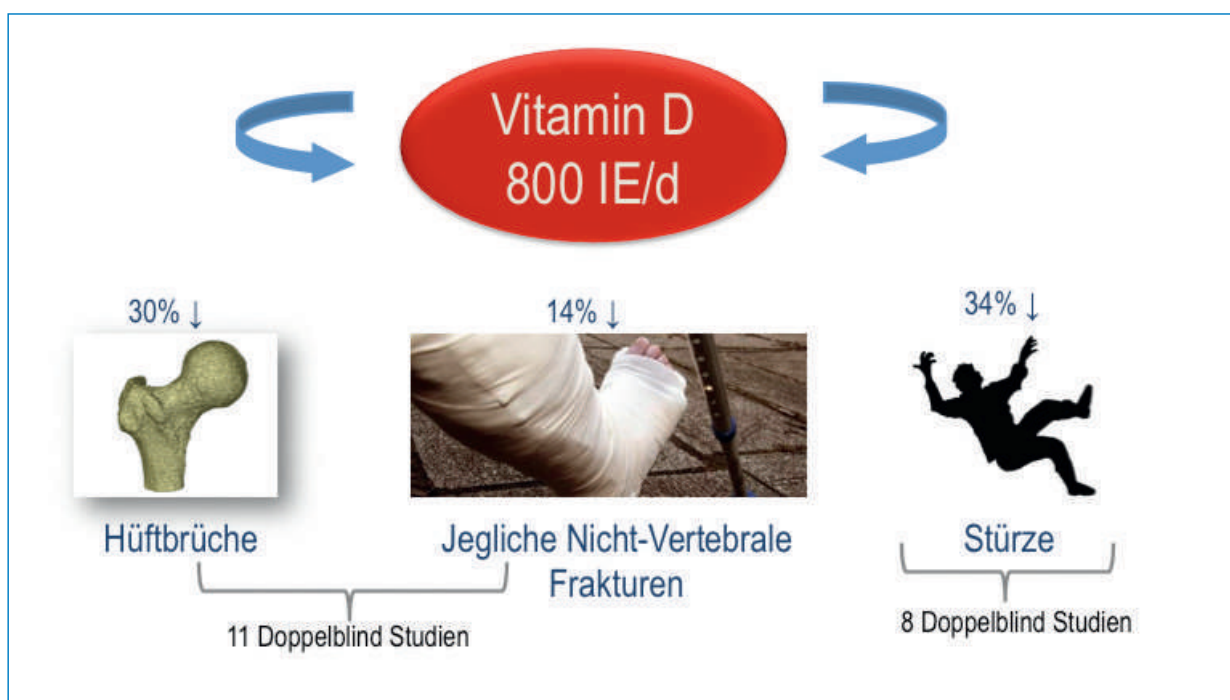 Vitamin D
800 IE/d
30% ↓
14% ↓
34% ↓
Hüftbrüche
Jegliche Nicht-Vertebrale
Frakturen
Stürze
11 Doppelblind Studien
8 Doppelblind Studien